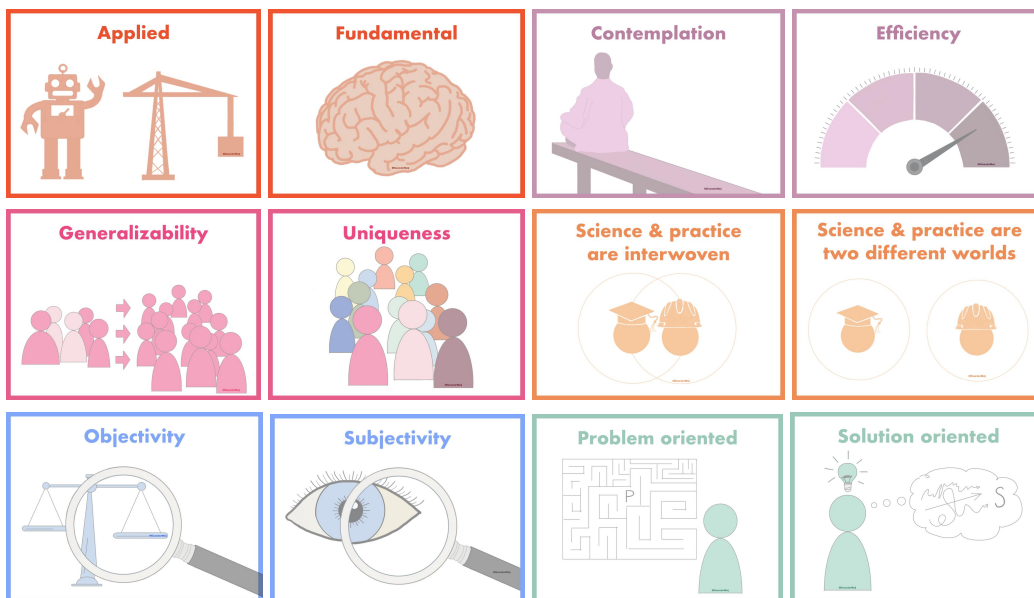 Applied
Fundamental
Contemplation
Efficiency
Generalizability
Uniqueness
Science & practice
are interwoven
Science & practice are
two different worlds
Objectivity
Subjectivity
Problem oriented
P
Solution oriented
S